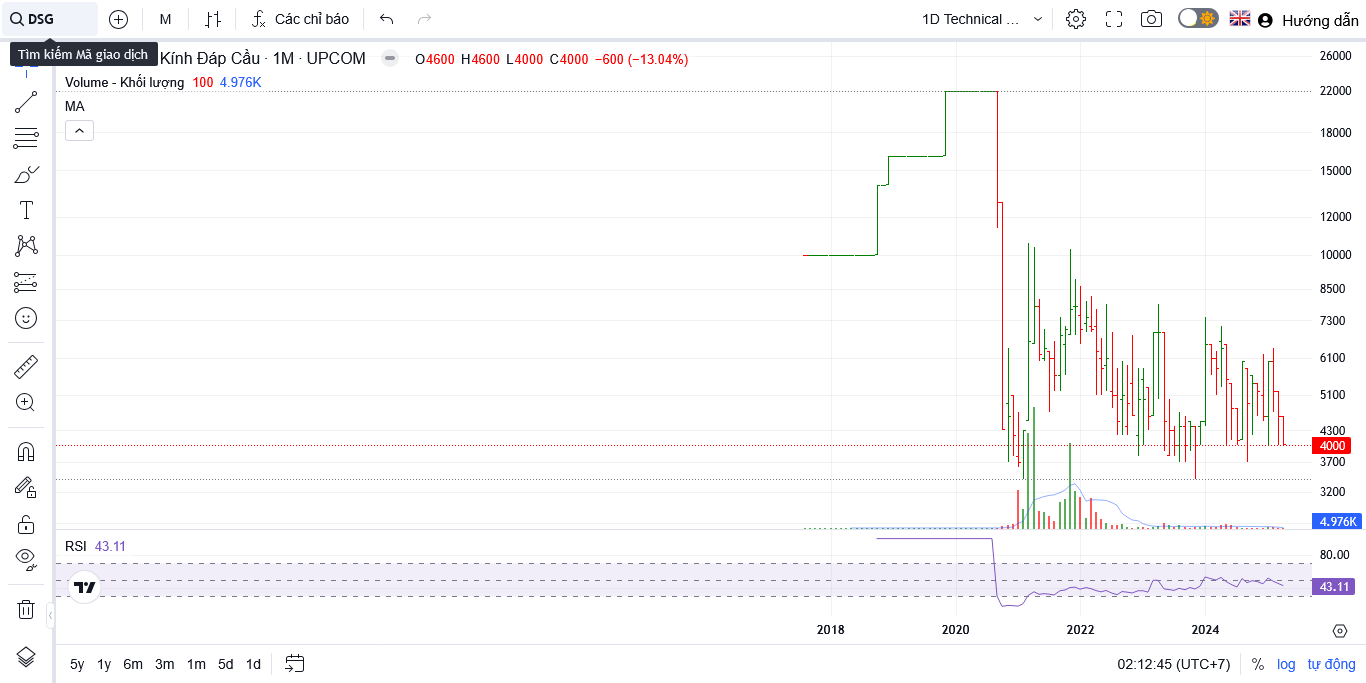 DSG
M
Các chỉ báo
1D Technical ...
Hướng dẫn
Tìm kiếm Mã giao dịch
Kính Đáp Cầu · 1M · UPCOM
O4600 H4600 L4000 C4000 −600 (−13.04%)
Volume - Khối lượng 100 4.976K
MA
26000
22000
18000
15000
12000
10000
8500
7300
6100
5100
4300
4000
3700
3200
4.976K
RSI 43.11
80.00
43.11
2018 2020 2022 2024
5y 1y 6m 3m 1m 5d 1d
02:12:45 (UTC+7) % log tự động